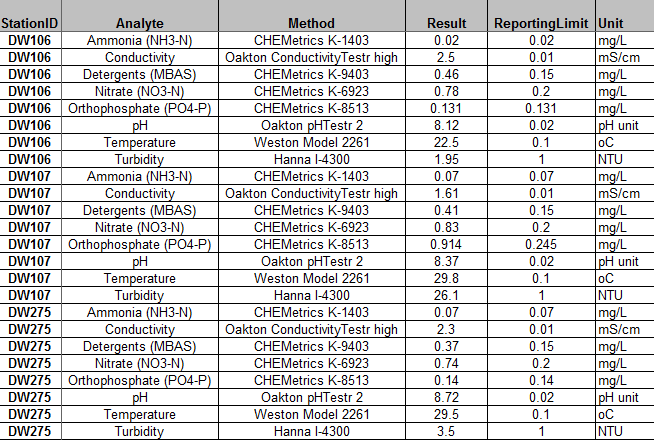 StationID Analyte Method Result ReportingLimit Unit
DW106 Ammonia (NH3-N) CHEMetrics K-1403 0.02 0.02 mg/L
DW106 Conductivity Oakton ConductivityTestr high 2.5 0.01 mS/cm
DW106 Detergents (MBAS) CHEMetrics K-9403 0.46 0.15 mg/L
DW106 Nitrate (NO3-N) CHEMetrics K-6923 0.78 0.2 mg/L
DW106 Orthophosphate (PO4-P) CHEMetrics K-8513 0.131 0.131 mg/L
DW106 pH Oakton pHTestr 2 8.12 0.02 pH unit
DW106 Temperature Weston Model 2261 22.5 0.1 oC
DW106 Turbidity Hanna I-4300 1.95 1 NTU
DW107 Ammonia (NH3-N) CHEMetrics K-1403 0.07 0.07 mg/L
DW107 Conductivity Oakton ConductivityTestr high 1.61 0.01 mS/cm
DW107 Detergents (MBAS) CHEMetrics K-9403 0.41 0.15 mg/L
DW107 Nitrate (NO3-N) CHEMetrics K-6923 0.83 0.2 mg/L
DW107 Orthophosphate (PO4-P) CHEMetrics K-8513 0.914 0.245 mg/L
DW107 pH Oakton pHTestr 2 8.37 0.02 pH unit
DW107 Temperature Weston Model 2261 29.8 0.1 oC
DW107 Turbidity Hanna I-4300 26.1 1 NTU
DW275 Ammonia (NH3-N) CHEMetrics K-1403 0.07 0.07 mg/L
DW275 Conductivity Oakton ConductivityTestr high 2.3 0.01 mS/cm
DW275 Detergents (MBAS) CHEMetrics K-9403 0.37 0.15 mg/L
DW275 Nitrate (NO3-N) CHEMetrics K-6923 0.74 0.2 mg/L
DW275 Orthophosphate (PO4-P) CHEMetrics K-8513 0.14 0.14 mg/L
DW275 pH Oakton pHTestr 2 8.72 0.02 pH unit
DW275 Temperature Weston Model 2261 29.5 0.1 oC
DW275 Turbidity Hanna I-4300 3.5 1 NTU